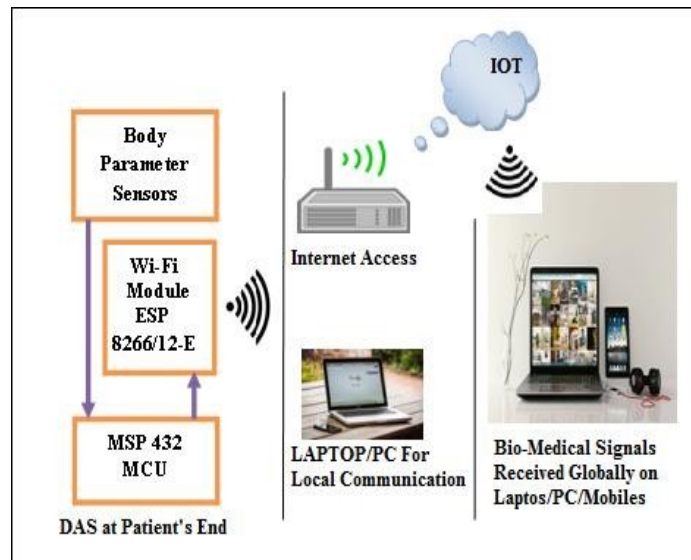 Body
Parameter
Sensors
Wi-Fi
Module
ESP
8266/12-E
MSP 432
MCU
DAS at Patient's End
Internet Access
LAPTOP/PC For
Local Communication
IOT
Bio-Medical Signals
Received Globally on
Laptos/PC/Mobiles